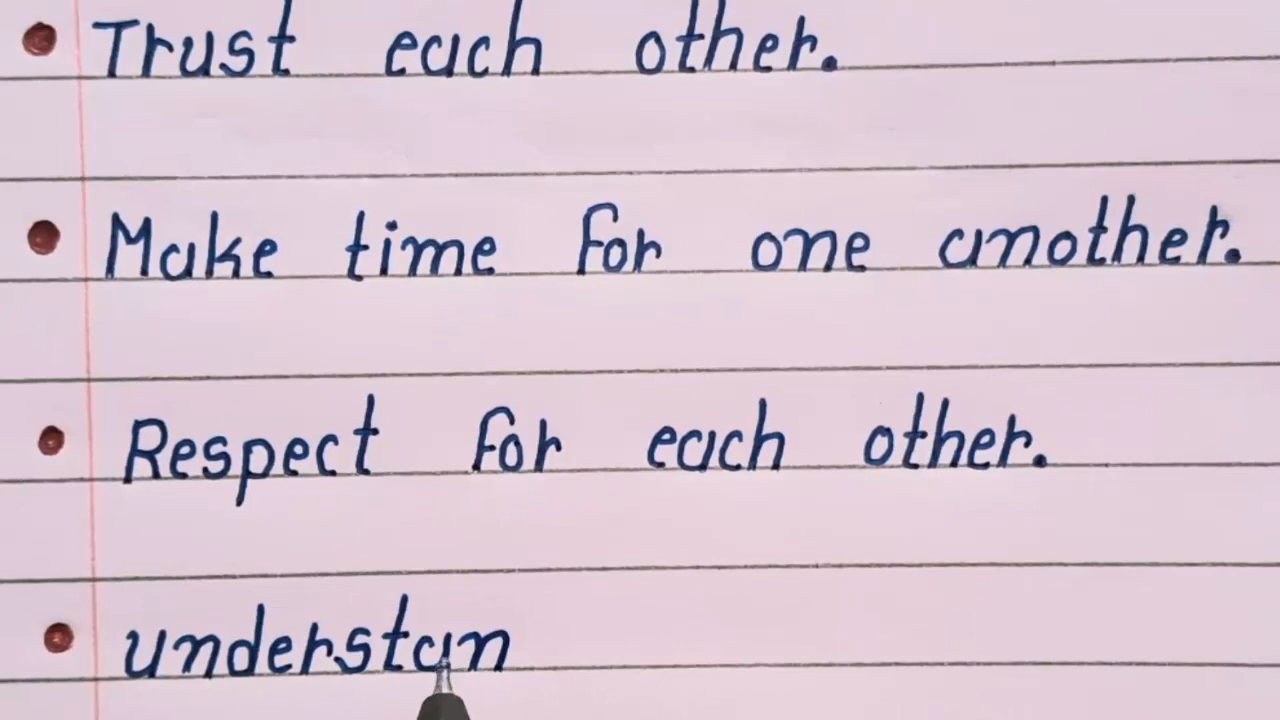 • Trust each other.
• Make time for one another.
• Respect for each other.
• understan